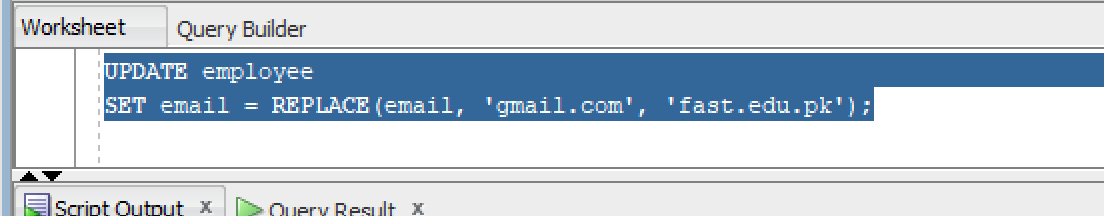 Worksheet Query Builder
UPDATE employee
SET email = REPLACE(email, 'gmail.com', 'fast.edu.pk');
Script Output x Query Result x